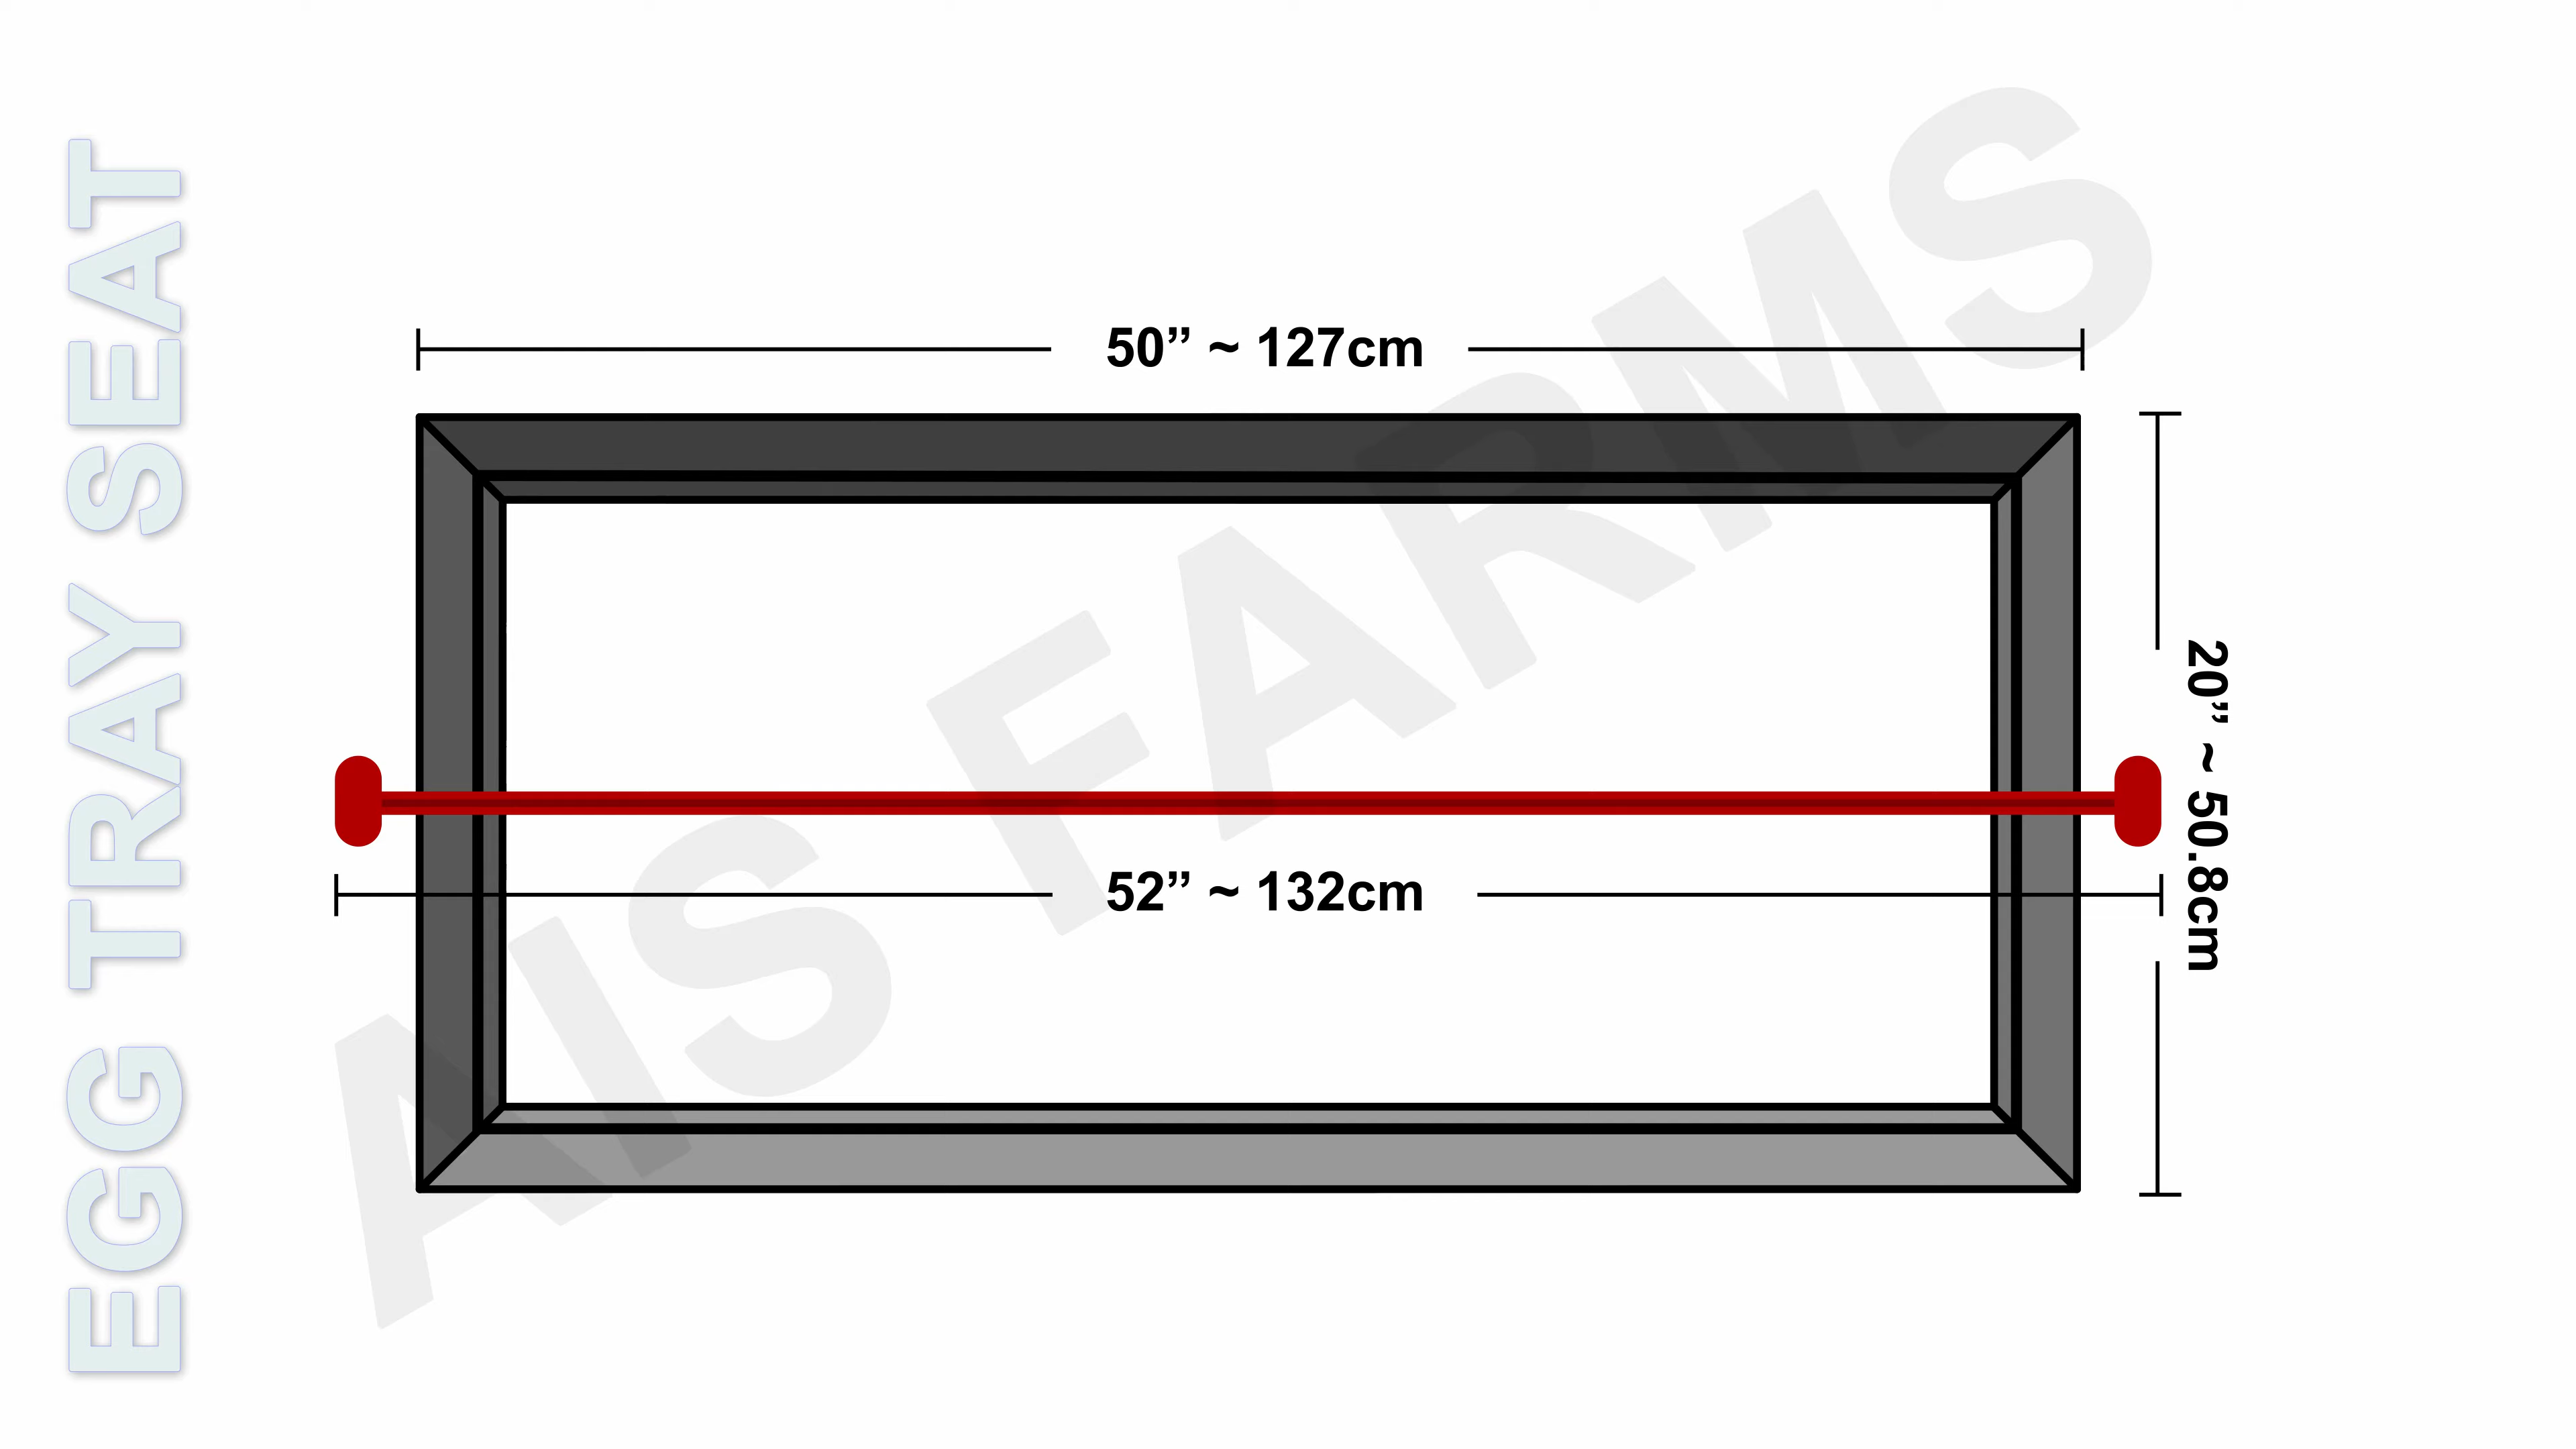 EGG TRAY SEAT
50” ~ 127cm
20” ~ 50.8cm
52” ~ 132cm
AIS FARMS